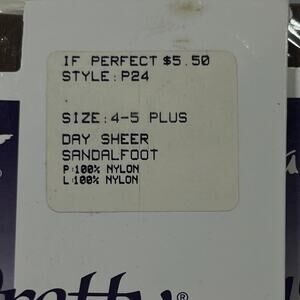 IF PERFECT $5.50
STYLE:P24
SIZE:4-5 PLUS
DAY SHEER
SANDALFOOT
P:100% NYLON
L:100% NYLON